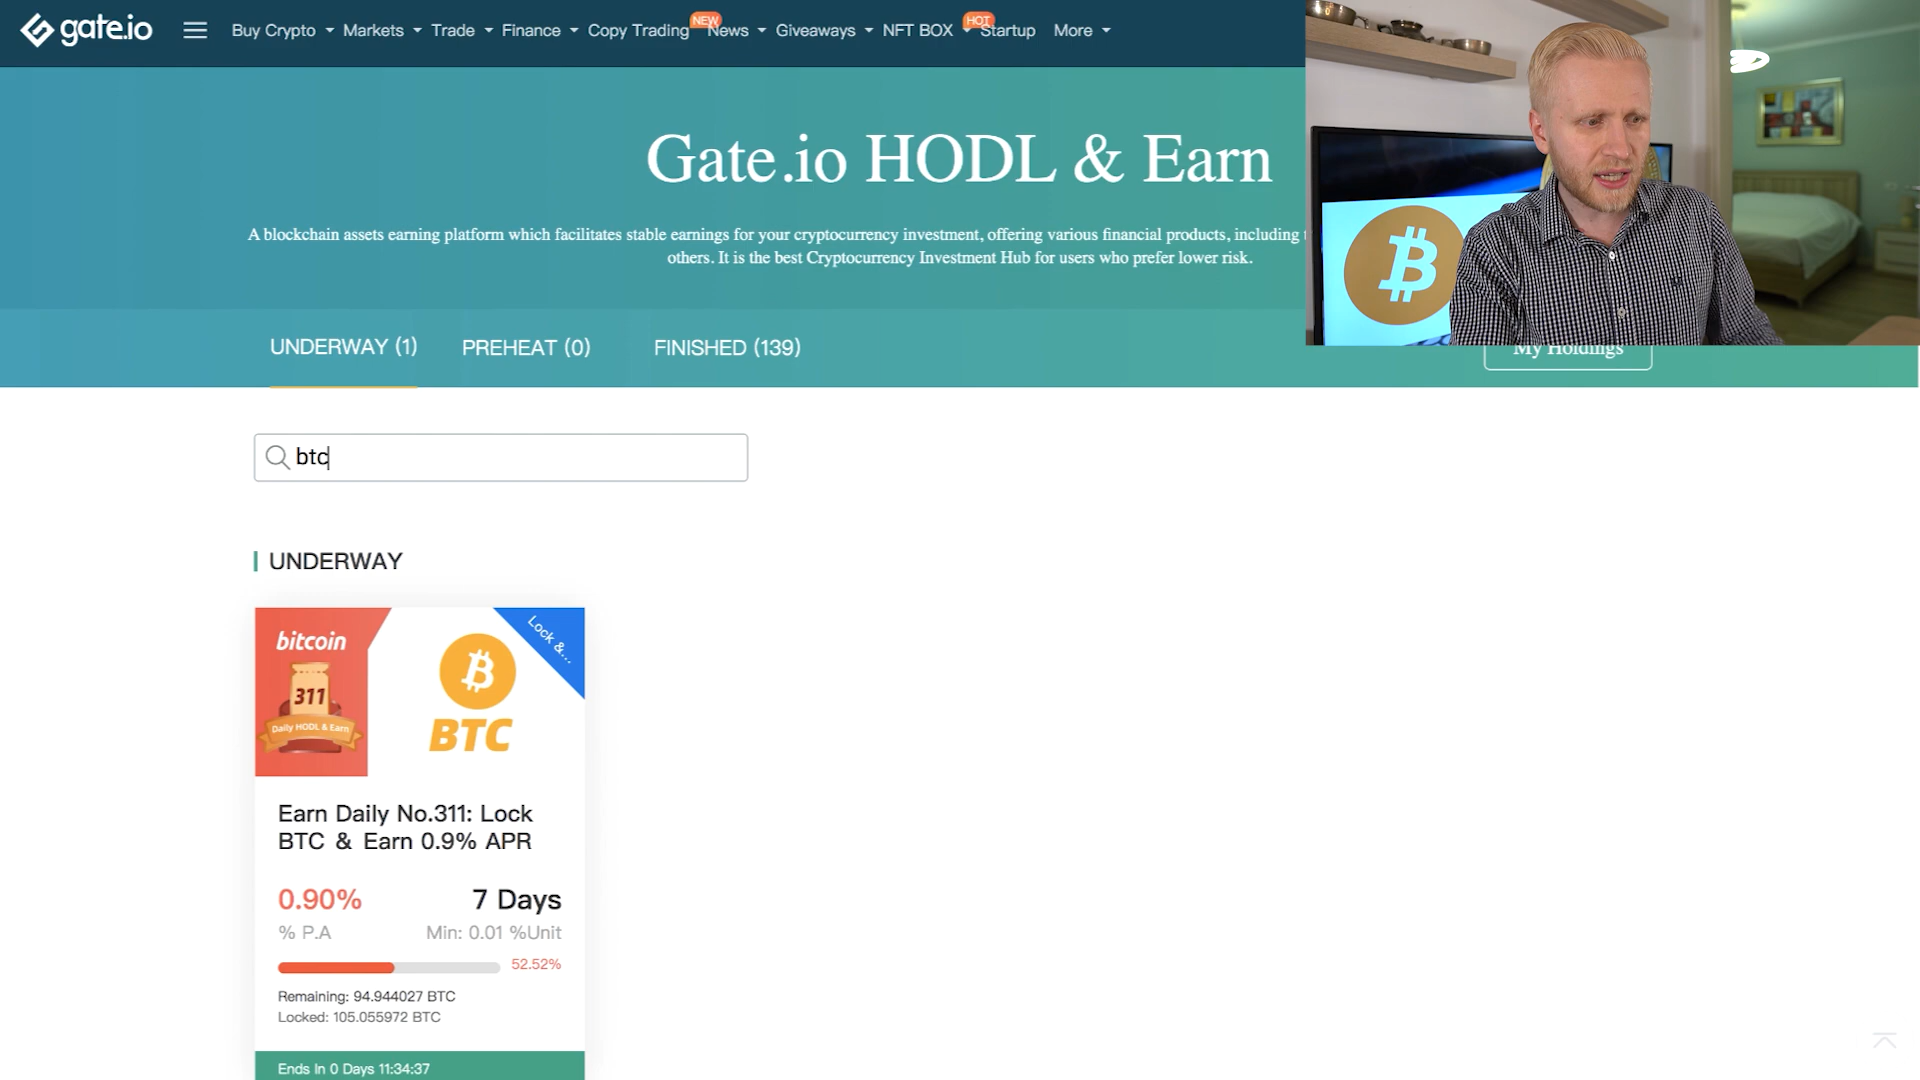 gate.io
Buy Crypto Markets Trade Finance Copy Trading NEW News Giveaways NFT BOX HOT Startup More
Gate.io HODL & Earn
A blockchain assets earning platform which facilitates stable earnings for your cryptocurrency investment, offering various financial products, including
others. It is the best Cryptocurrency Investment Hub for users who prefer lower risk.
UNDERWAY (1) PREHEAT (0) FINISHED (139)
My Holdings
btc
UNDERWAY
bitcoin
311
Daily HODL & Earn
BTC
Lock &...
Earn Daily No.311: Lock
BTC & Earn 0.9% APR
0.90% 7 Days
% P.A Min: 0.01 %Unit
52.52%
Remaining: 94.944027 BTC
Locked: 105.055972 BTC
Ends In 0 Days 11:34:37